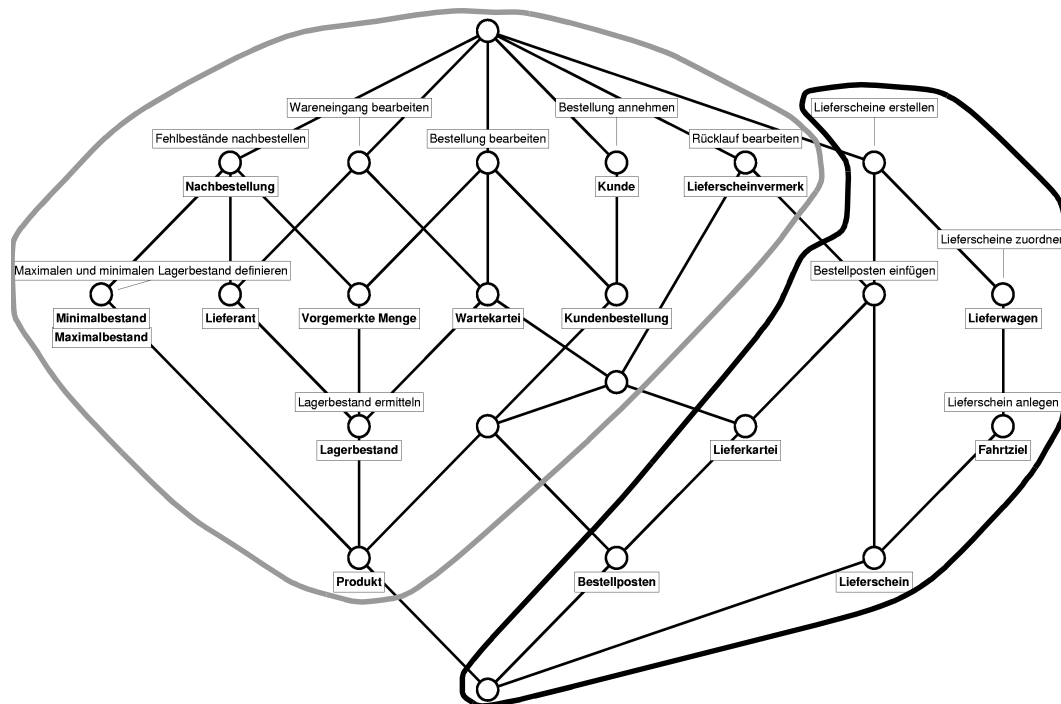 Wareneingang bearbeiten
Bestellung annehmen
Lieferscheine erstellen
Fehlbestände nachbestellen
Bestellung bearbeiten
Rücklauf bearbeiten
Nachbestellung
Kunde
Lieferscheinvermerk
Lieferscheine zuordnen
Maximalen und minimalen Lagerbestand definieren
Bestellposten einfügen
Minimalbestand
Maximalbestand
Lieferant
Vorgemerkte Menge
Wartekartei
Kundenbestellung
Lieferwagen
Lagerbestand ermitteln
Lieferschein anlegen
Lagerbestand
Lieferkartei
Fahrtziel
Produkt
Bestellposten
Lieferschein